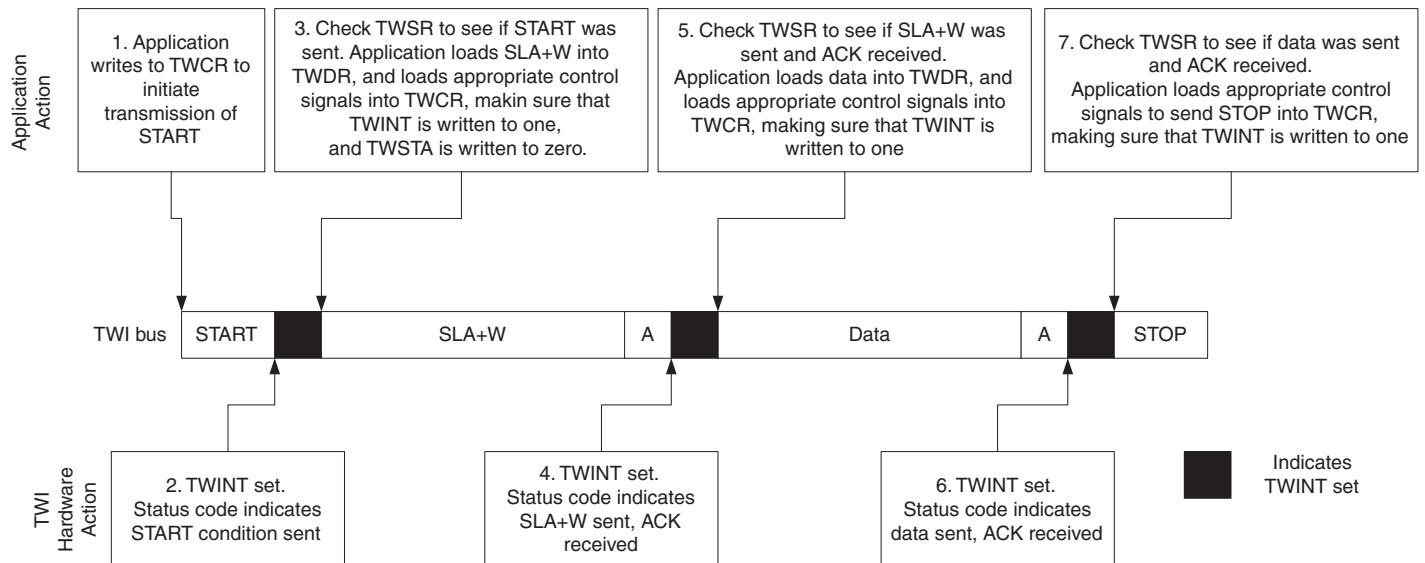 Application
Action
1. Application
writes to TWCR to
initiate
transmission of
START
3. Check TWSR to see if START was
sent. Application loads SLA+W into
TWDR, and loads appropriate control
signals into TWCR, makin sure that
TWINT is written to one,
and TWSTA is written to zero.
5. Check TWSR to see if SLA+W was
sent and ACK received.
Application loads data into TWDR, and
loads appropriate control signals into
TWCR, making sure that TWINT is
written to one
7. Check TWSR to see if data was sent
and ACK received.
Application loads appropriate control
signals to send STOP into TWCR,
making sure that TWINT is written to one
TWI bus
START
SLA+W
A
Data
A
STOP
TWI
Hardware
Action
2. TWINT set.
Status code indicates
START condition sent
4. TWINT set.
Status code indicates
SLA+W sent, ACK
received
6. TWINT set.
Status code indicates
data sent, ACK received
Indicates
TWINT set